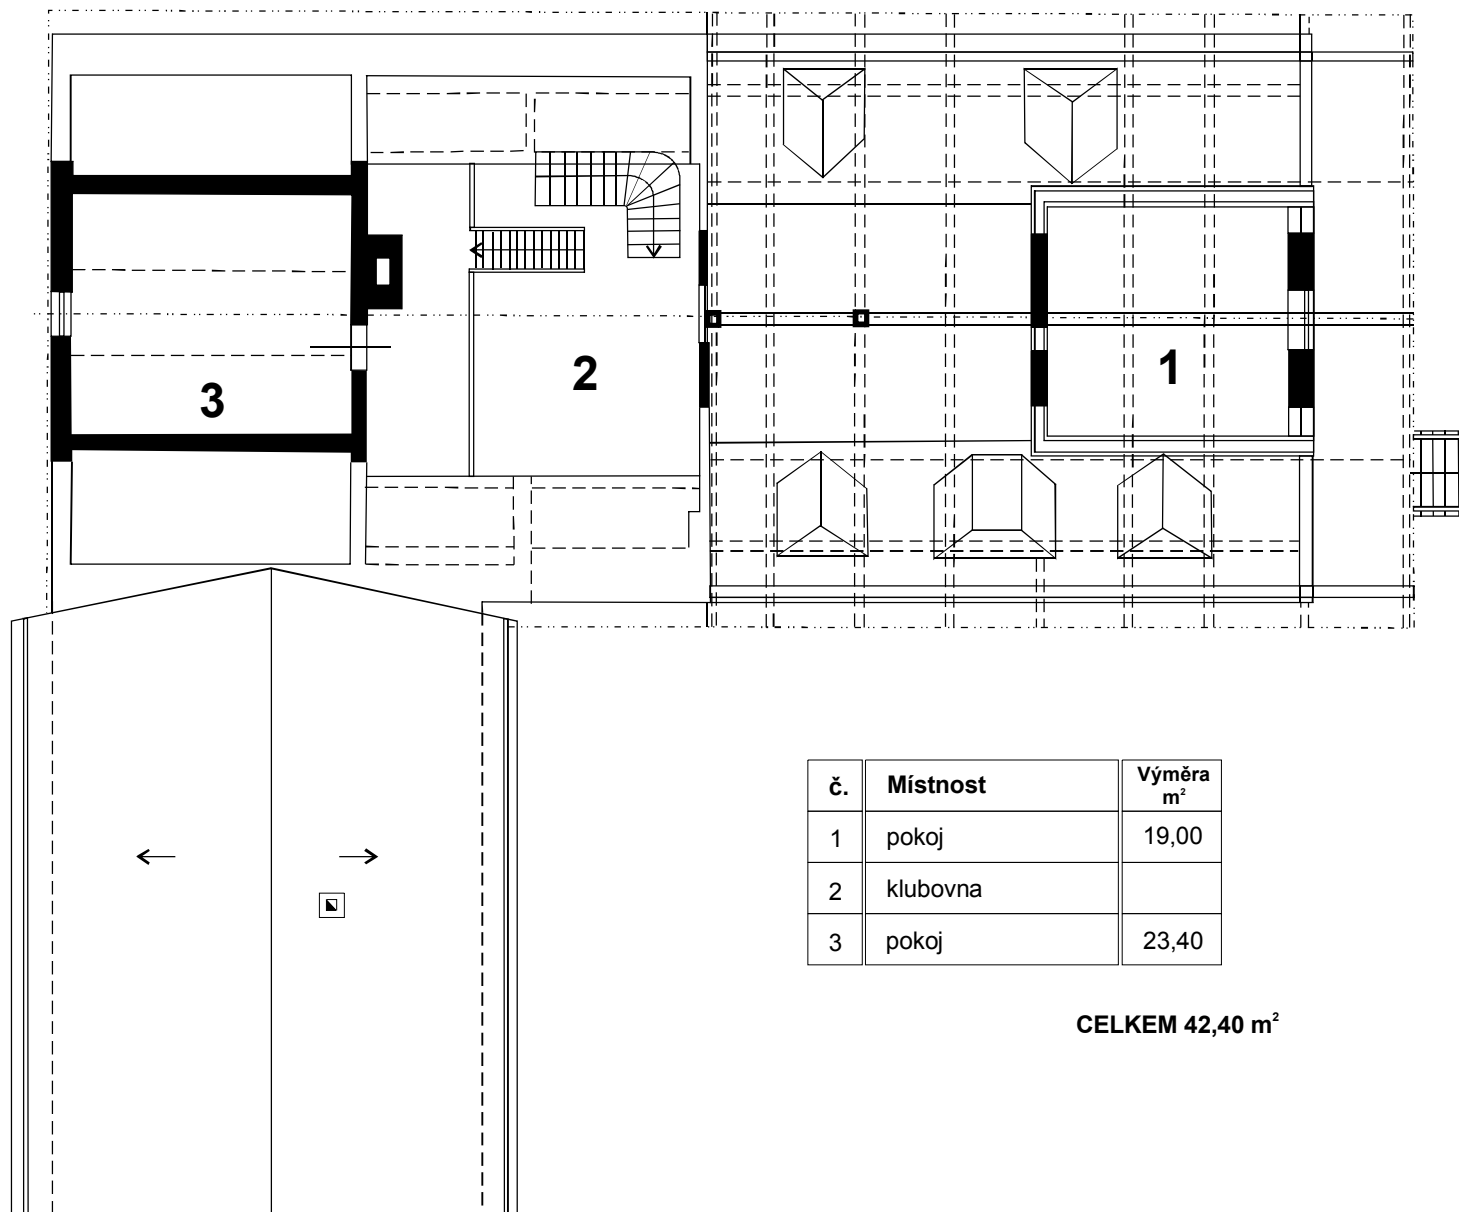 3
2
1
č. Místnost Výměra m²
1 pokoj 19,00
2 klubovna
3 pokoj 23,40
CELKEM 42,40 m²